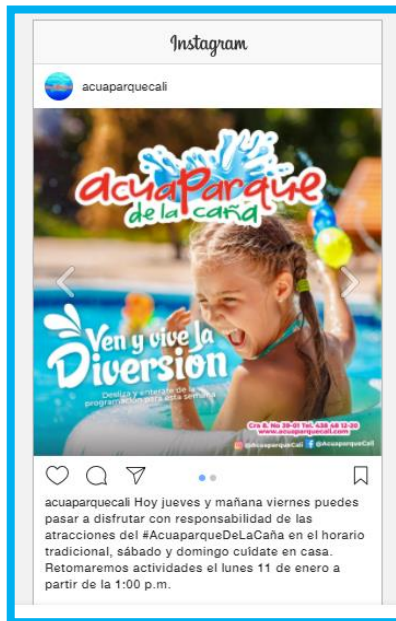 Instagram
acuaparquecali
acuaParque
de la caña
Ven y vive la
Diversión
Desliza y entérate de la
programación para esta semana
Cra 8. No 39-01 Tel. 438 48 12-20
www.acuaparquecali.com
@AcuaparqueCali @AcuaparqueCali
acuaparquecali Hoy jueves y mañana viernes puedes
pasar a disfrutar con responsabilidad de las
atracciones del #AcuaparqueDeLaCaña en el horario
tradicional, sábado y domingo cuídate en casa.
Retomaremos actividades el lunes 11 de enero a
partir de la 1:00 p.m.